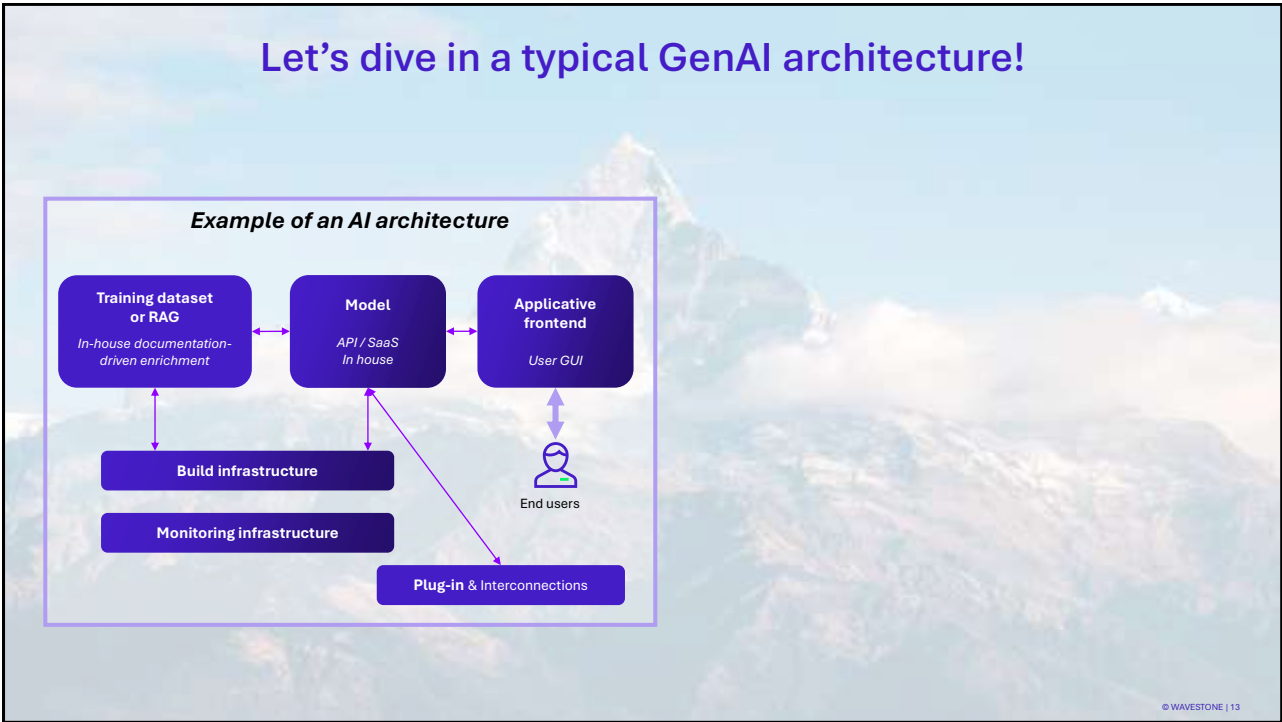 Let's dive in a typical GenAI architecture!
Example of an AI architecture
Training dataset
or RAG
In-house documentation-
driven enrichment
Model
API / SaaS
In house
Applicative
frontend
User GUI
Build infrastructure
End users
Monitoring infrastructure
Plug-in & Interconnections
© WAVESTONE | 13